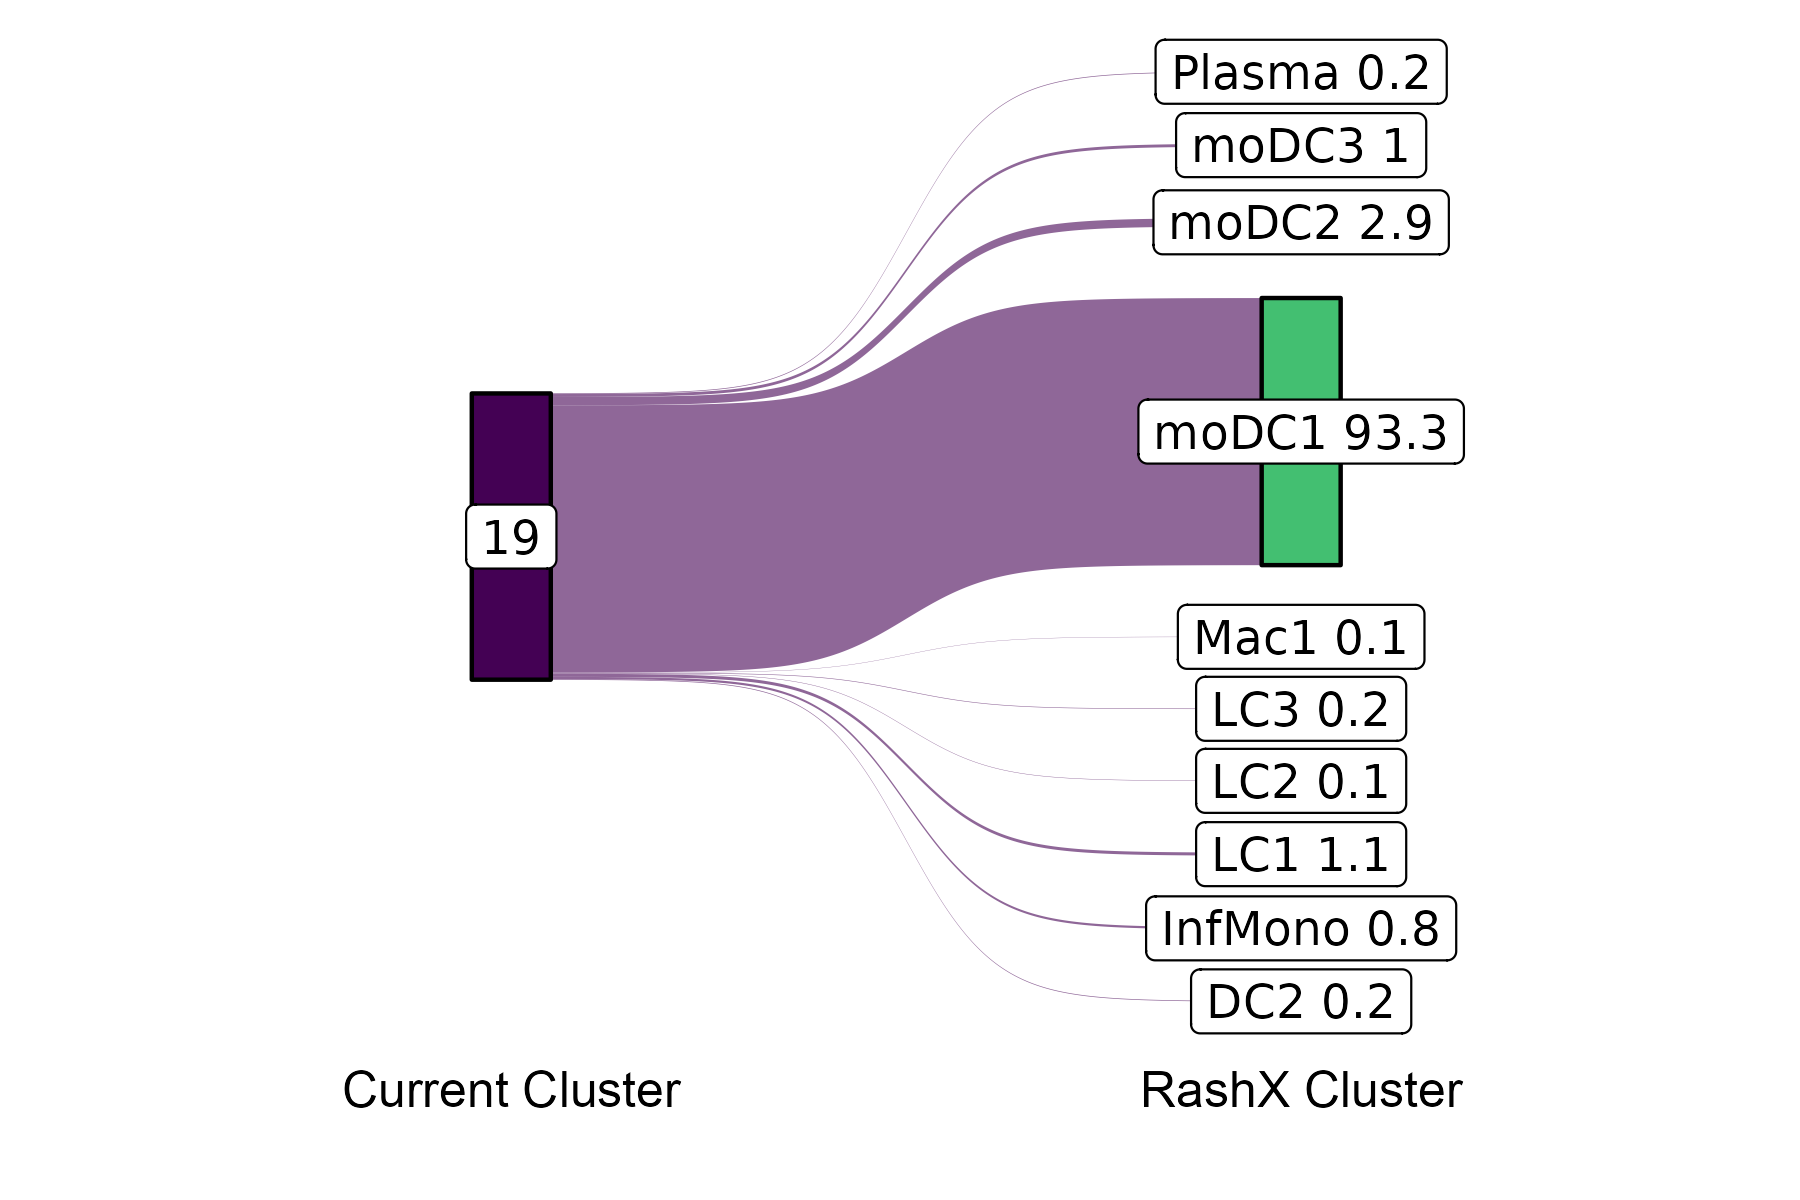 Plasma 0.2
moDC3 1
moDC2 2.9
moDC1 93.3
19
Mac1 0.1
LC3 0.2
LC2 0.1
LC1 1.1
InfMono 0.8
DC2 0.2
Current Cluster
RashX Cluster